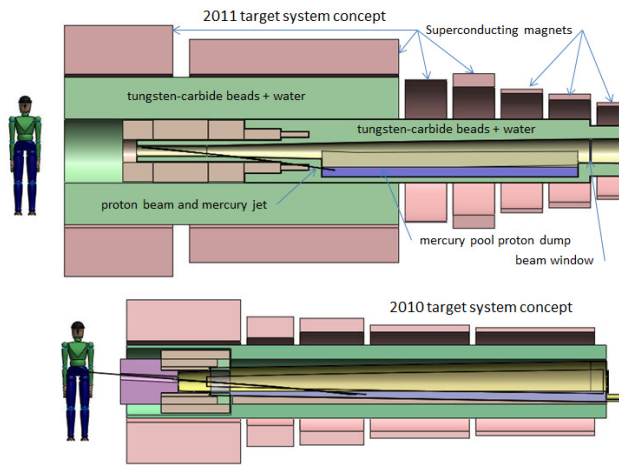 2011 target system concept
Superconducting magnets
tungsten-carbide beads + water
tungsten-carbide beads + water
proton beam and mercury jet
mercury pool proton dump
beam window
2010 target system concept